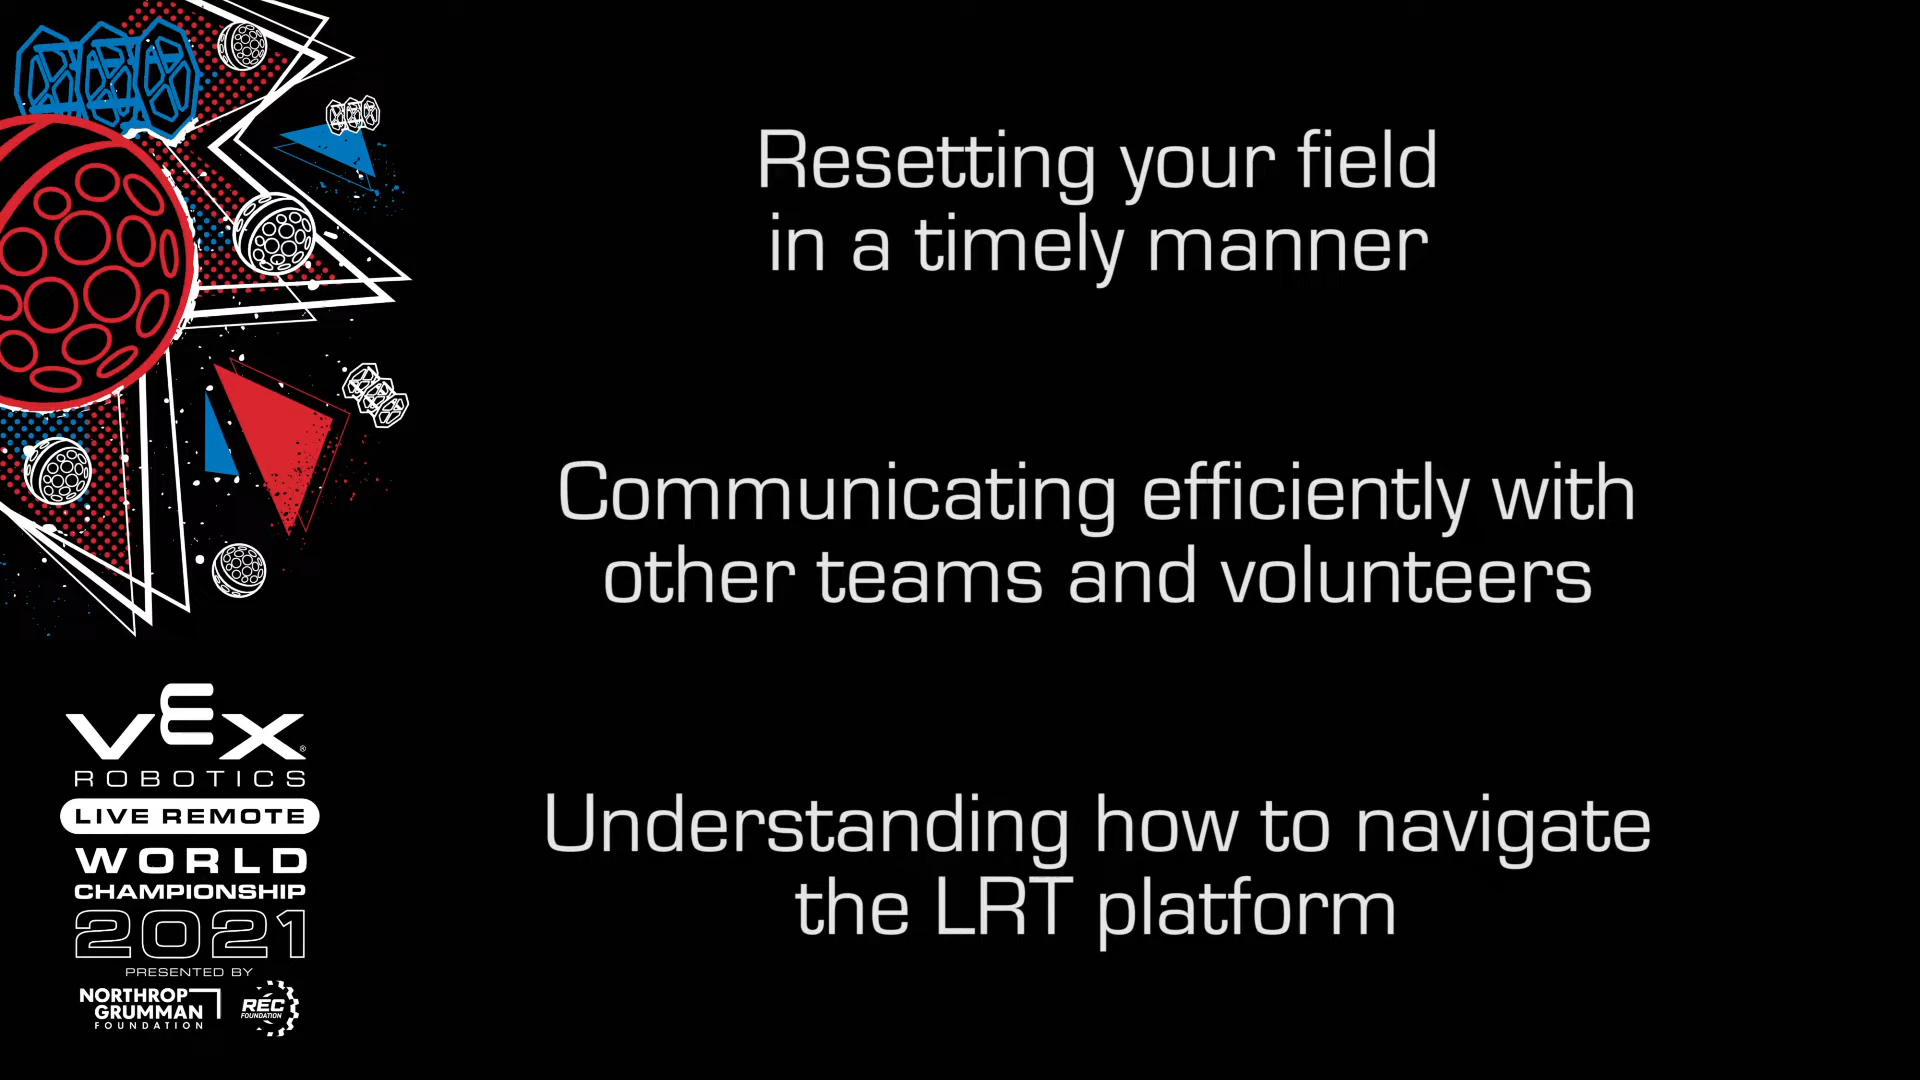 Resetting your field
in a timely manner
Communicating efficiently with
other teams and volunteers
Understanding how to navigate
the LRT platform
VEX®
ROBOTICS
LIVE REMOTE
WORLD
CHAMPIONSHIP
2021
PRESENTED BY
NORTHROP
GRUMMAN
FOUNDATION
REC
FOUNDATION